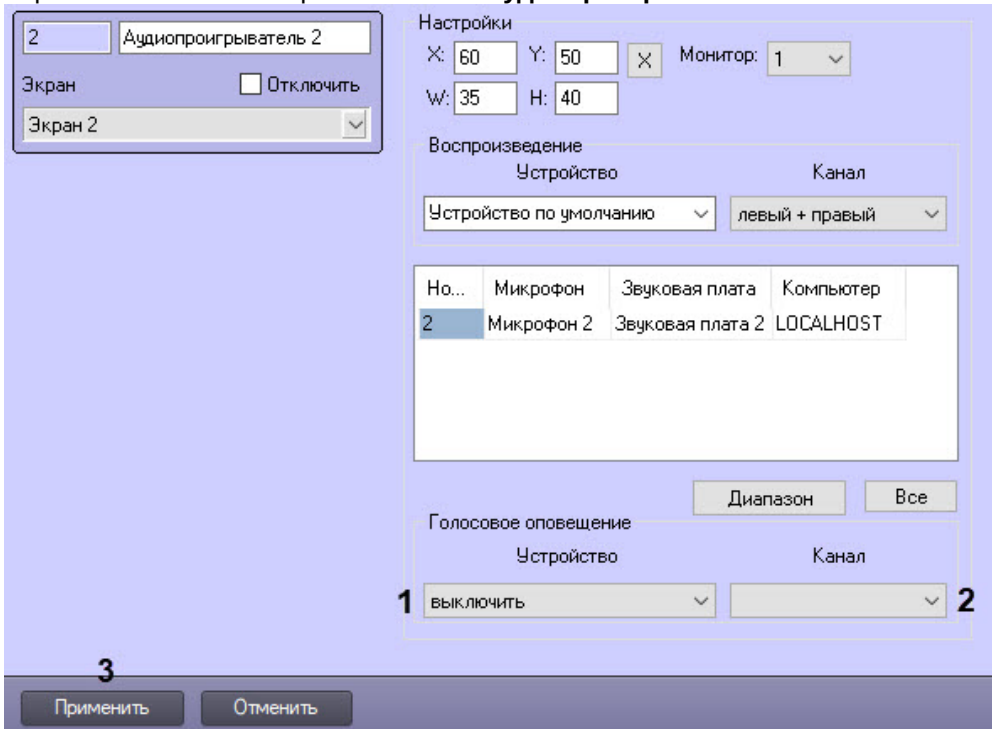 2 Аудиопроигрыватель 2
Экран Отключить
Экран 2
Настройки
X: 60 Y: 50 X Монитор: 1
W: 35 H: 40
Воспроизведение
Устройство Канал
Устройство по умолчанию левый + правый
Но... Микрофон Звуковая плата Компьютер
2 Микрофон 2 Звуковая плата 2 LOCALHOST
Диапазон Все
Голосовое оповещение
Устройство Канал
1 выключить 2
3
Применить Отменить